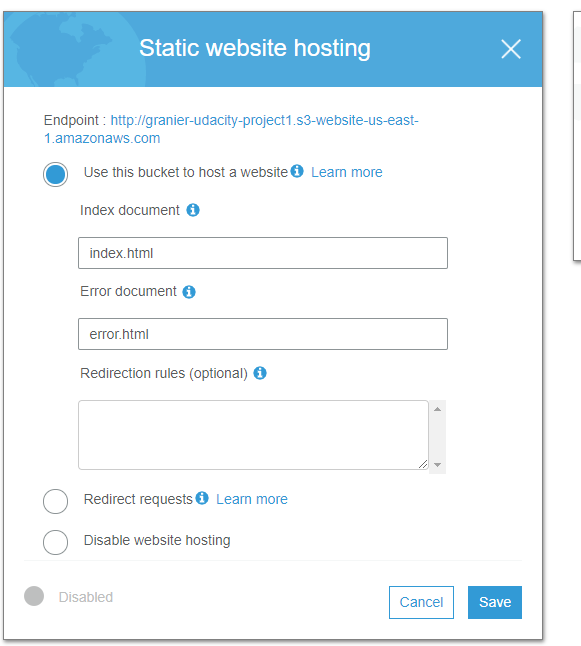 Static website hosting
Endpoint : http://granier-udacity-project1.s3-website-us-east-
1.amazonaws.com
Use this bucket to host a website Learn more
Index document
index.html
Error document
error.html
Redirection rules (optional)
Redirect requests Learn more
Disable website hosting
Disabled
Cancel
Save